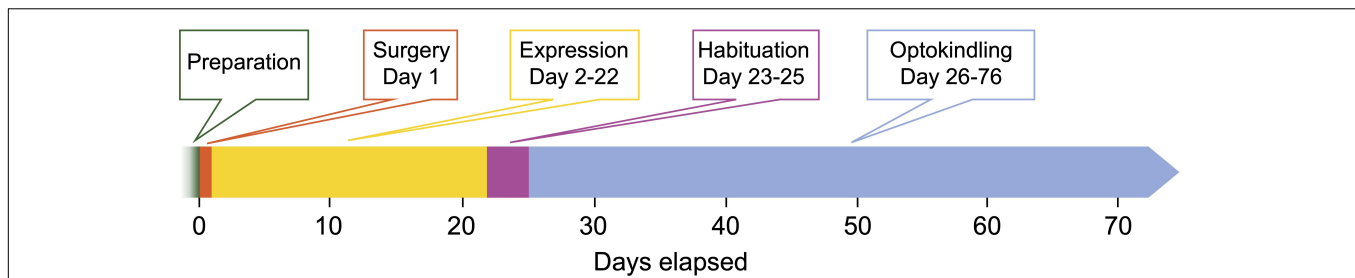 Preparation
Surgery
Day 1
Expression
Day 2-22
Habituation
Day 23-25
Optokindling
Day 26-76
0 10 20 30 40 50 60 70
Days elapsed